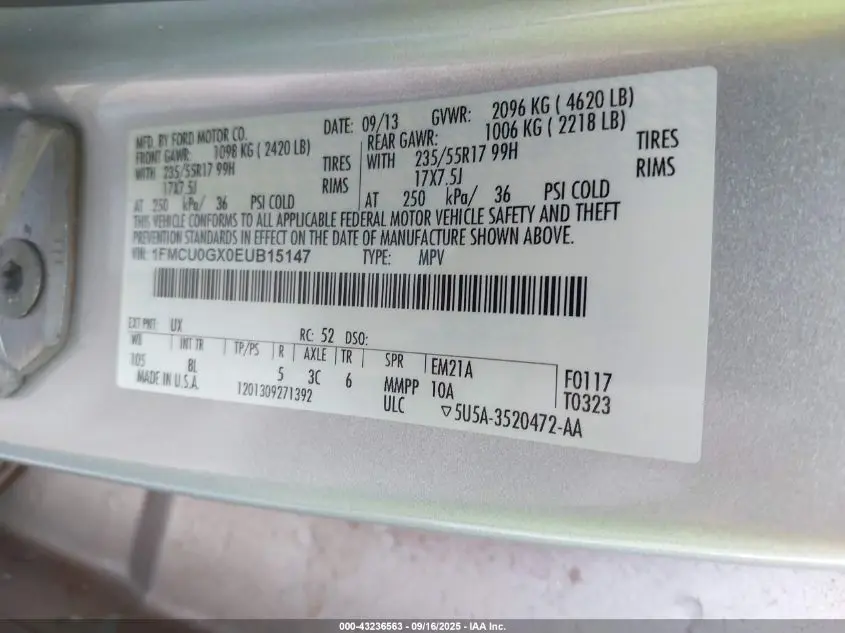 MFD. BY FORD MOTOR CO.
DATE: 09/13 GVWR: 2096 KG ( 4620 LB)
FRONT GAWR: 1098 KG ( 2420 LB)
WITH 235/55R17 99H TIRES
17X7.5J RIMS
AT 250 kPa/ 36 PSI COLD
REAR GAWR: 1006 KG ( 2218 LB)
WITH 235/55R17 99H TIRES
17X7.5J RIMS
AT 250 kPa/ 36 PSI COLD
THIS VEHICLE CONFORMS TO ALL APPLICABLE FEDERAL MOTOR VEHICLE SAFETY AND THEFT
PREVENTION STANDARDS IN EFFECT ON THE DATE OF MANUFACTURE SHOWN ABOVE.
VIN: 1FMCU0GX0EUB15147 TYPE: MPV
EXT PNT: UX RC: 52 DSO:
WB INT TR TP/PS R AXLE TR SPR EM21A F0117
105 BL 5 3C 6 MMPP 10A T0323
MADE IN U.S.A. 1201309271392 ULC ▽5U5A-3520472-AA
000-43236563 - 09/16/2025 - IAA Inc.